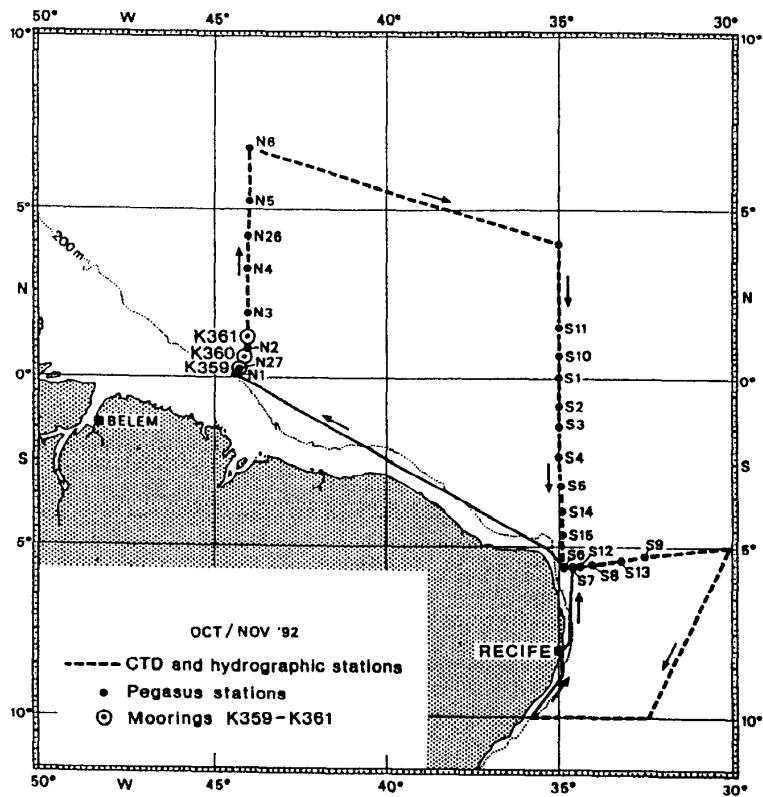 50° W 45° 40° 35° 30°
10° 10°
N6
N5
5° 5°
200m
N26
N4
N N
N3
S11
K361
K360 N2
S10
K359 N27
0° N1 S1 0°
S2
BELEM
S3
S S4 S
S5
S14
S15
5° S6 S12 S9 5°
S7 S8 S13
OCT / NOV '92
RECIFE
CTD and hydrographic stations
Pegasus stations
Moorings K359–K361
10° 10°
50° W 45° 40° 35° 30°